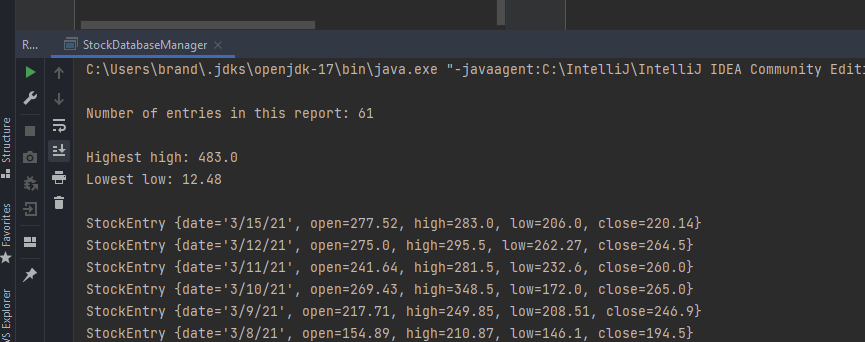 R...
StockDatabaseManager
C:\Users\brand\.jdks\openjdk-17\bin\java.exe "-javaagent:C:\IntelliJ\IntelliJ IDEA Community Editi
Number of entries in this report: 61
Highest high: 483.0
Lowest low: 12.48
StockEntry {date='3/15/21', open=277.52, high=283.0, low=206.0, close=220.14}
StockEntry {date='3/12/21', open=275.0, high=295.5, low=262.27, close=264.5}
StockEntry {date='3/11/21', open=241.64, high=281.5, low=232.6, close=260.0}
StockEntry {date='3/10/21', open=269.43, high=348.5, low=172.0, close=265.0}
StockEntry {date='3/9/21', open=217.71, high=249.85, low=208.51, close=246.9}
StockEntry {date='3/8/21', open=154.89, high=210.87, low=146.1, close=194.5}
Structure
Favorites
WS Explorer